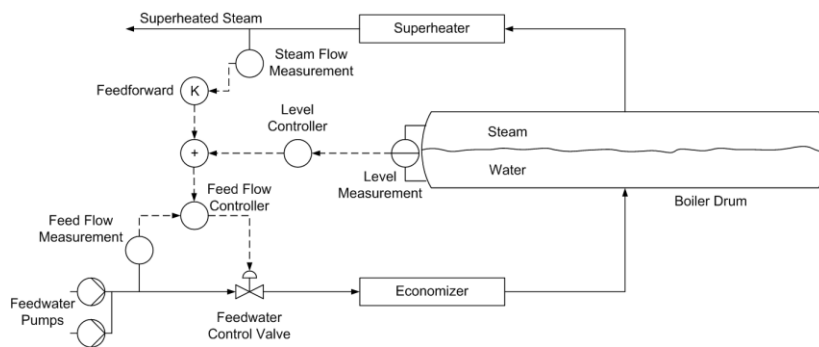 Superheated Steam
Superheater
Steam Flow
Measurement
Feedforward
K
Level
Controller
Steam
+
Water
Level
Measurement
Boiler Drum
Feed Flow
Controller
Feed Flow
Measurement
Feedwater
Pumps
Economizer
Feedwater
Control Valve